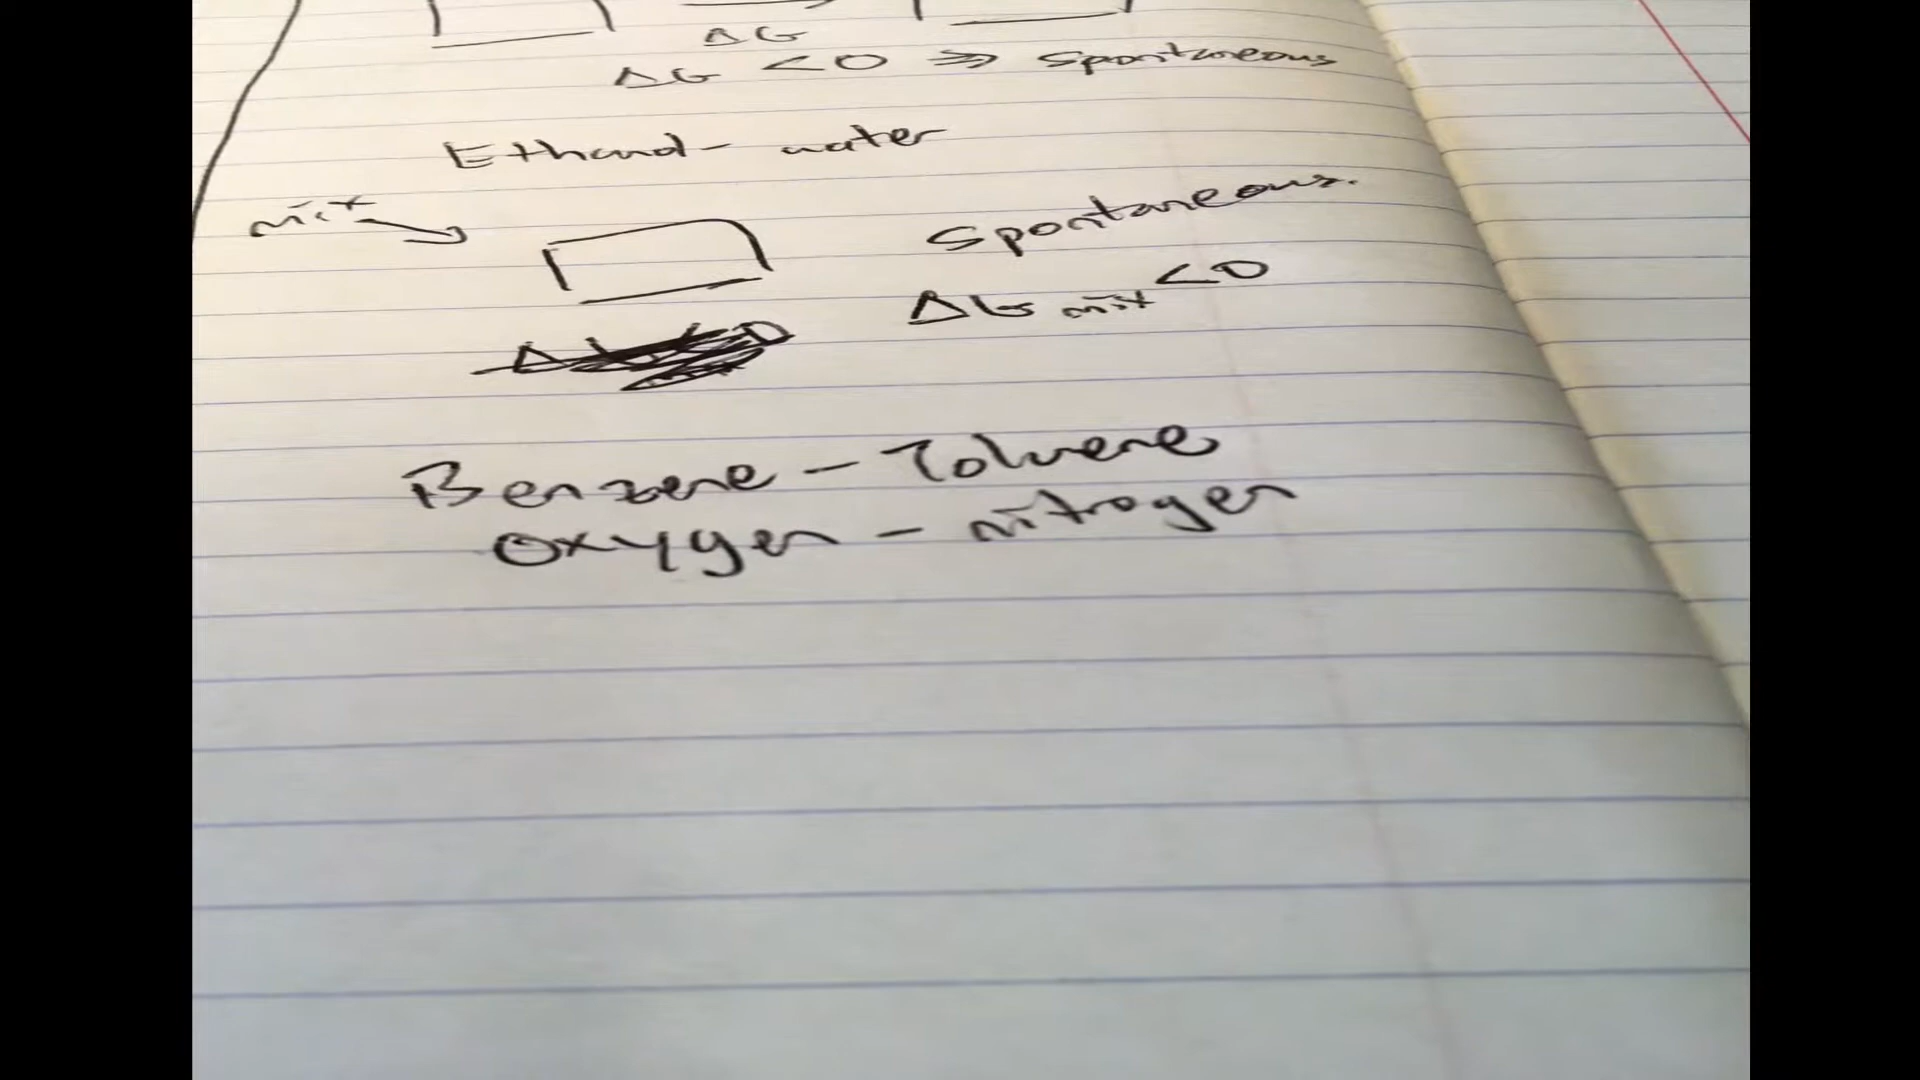 ΔG
ΔG <0 ⇒ spontaneous
Ethanol - water
mix
spontaneous.
ΔG mix <0
Benzene - Toluene
oxygen - nitrogen